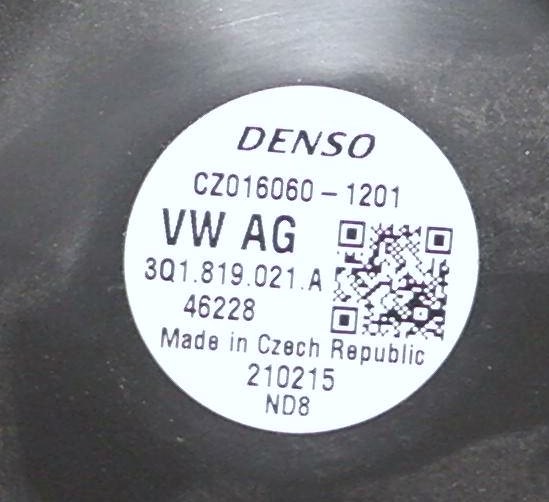 DENSO
CZ016060-1201
VW AG
3Q1.819.021.A
46228
Made in Czech Republic
210215
ND8